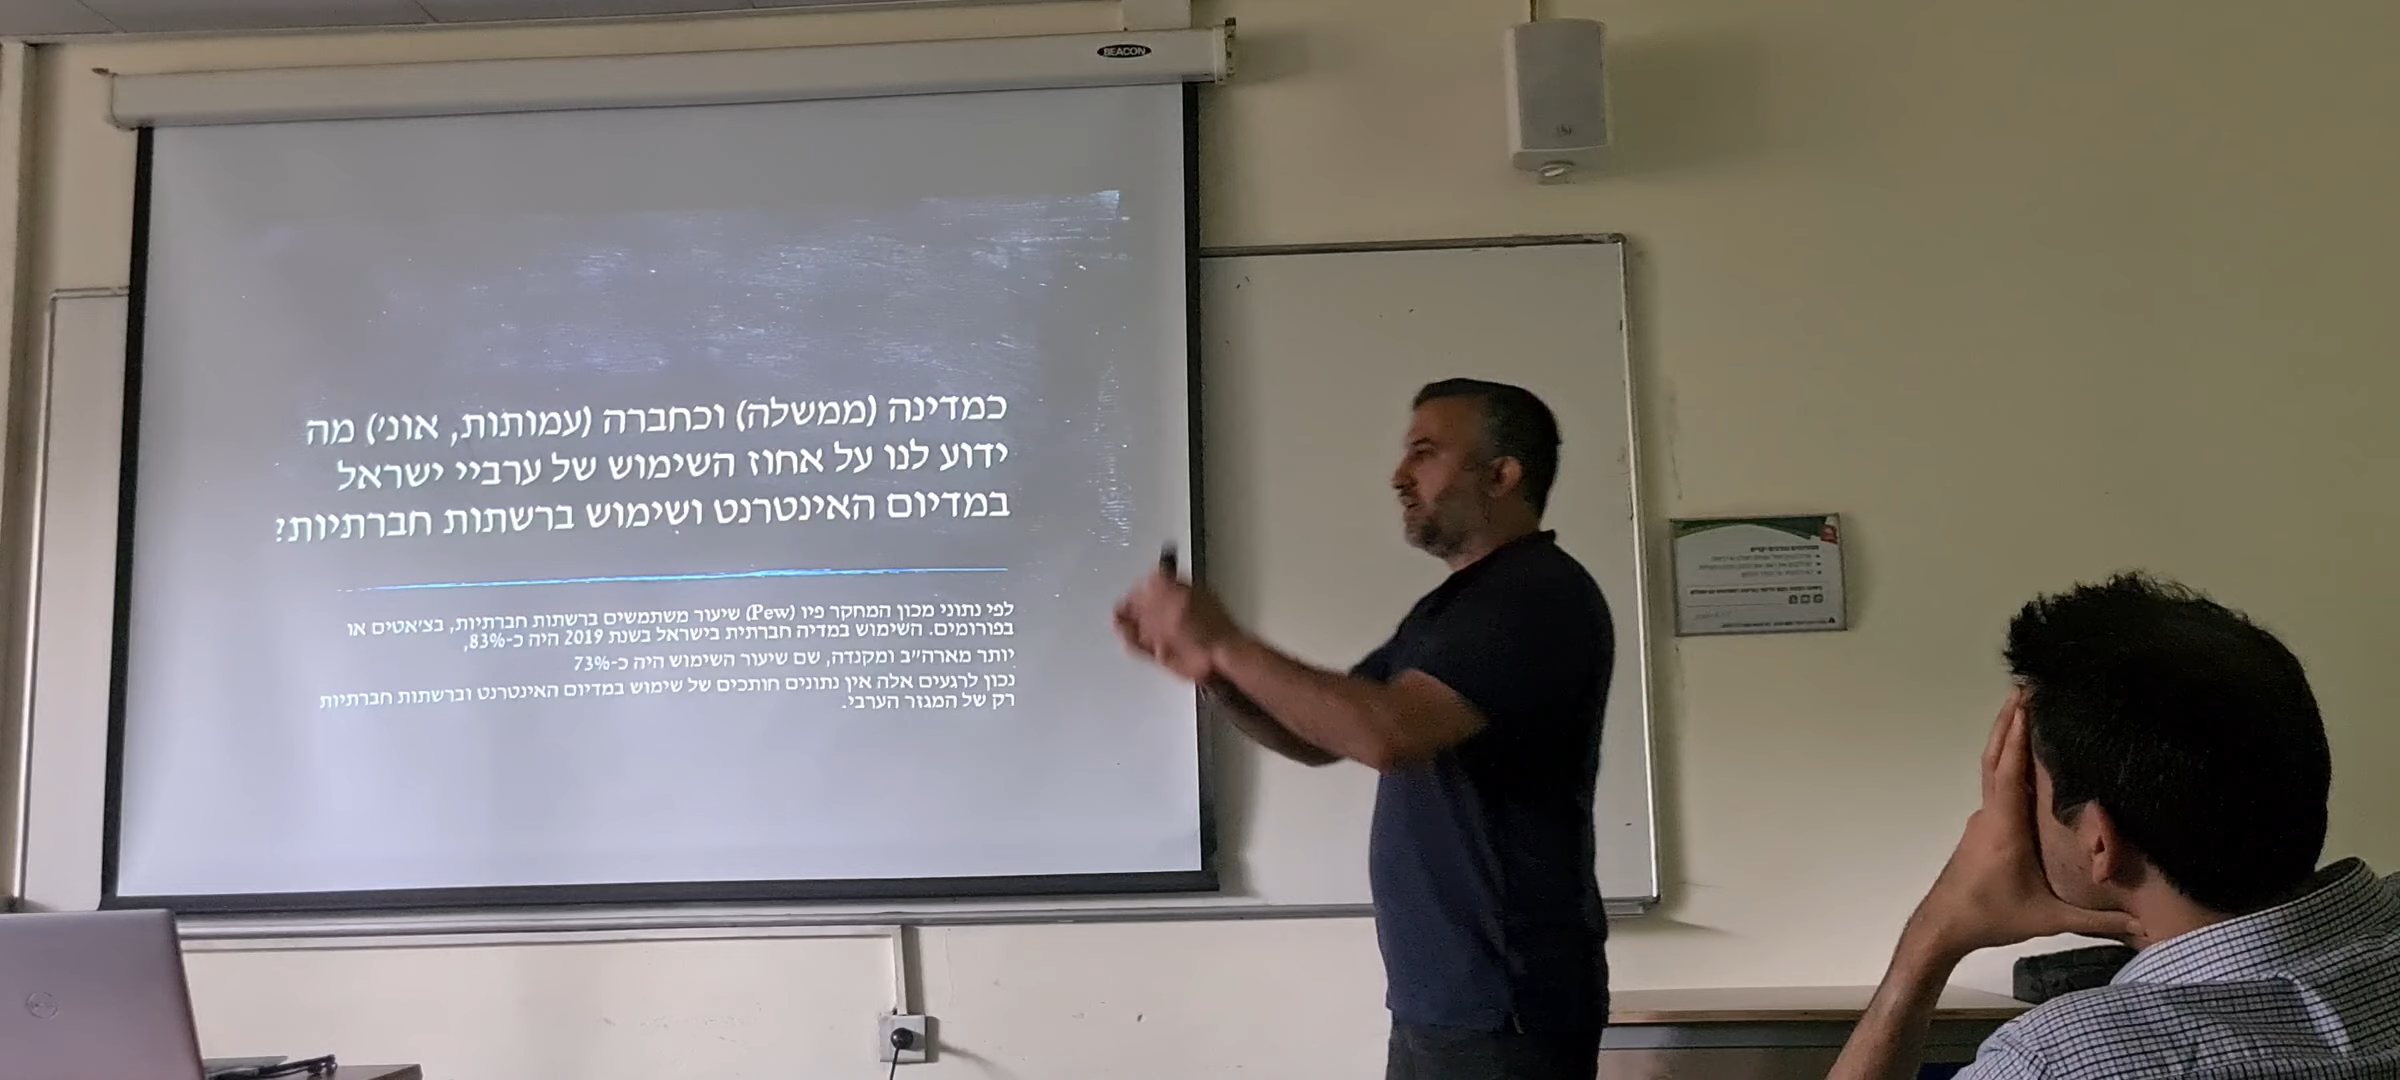 BEACON
כמדינה (ממשלה) וכחברה (עמותות, אונ') מה
ידוע לנו על אחוז השימוש של ערביי ישראל
במדיום האינטרנט ושימוש ברשתות חברתיות?
לפי נתוני מכון המחקר פיו (Pew) שיעור משתמשים ברשתות חברתיות, בצ'אטים או
בפורומים. השימוש במדיה חברתית בישראל בשנת 2019 היה כ-83%,
יותר מארה"ב ומקנדה, שם שיעור השימוש היה כ-73%
נכון לרגעים אלה אין נתונים חותכים של שימוש במדיום האינטרנט וברשתות חברתיות
רק של המגזר הערבי.